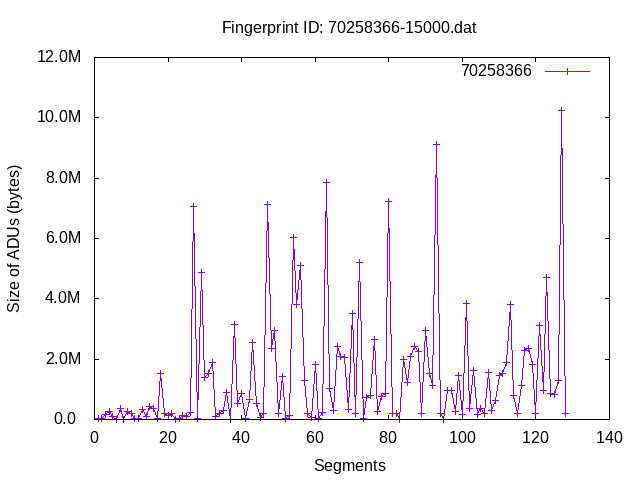 Fingerprint ID: 70258366-15000.dat
12.0M
70258366
10.0M
8.0M
6.0M
4.0M
2.0M
0.0
Size of ADUs (bytes)
0 20 40 60 80 100 120 140
Segments